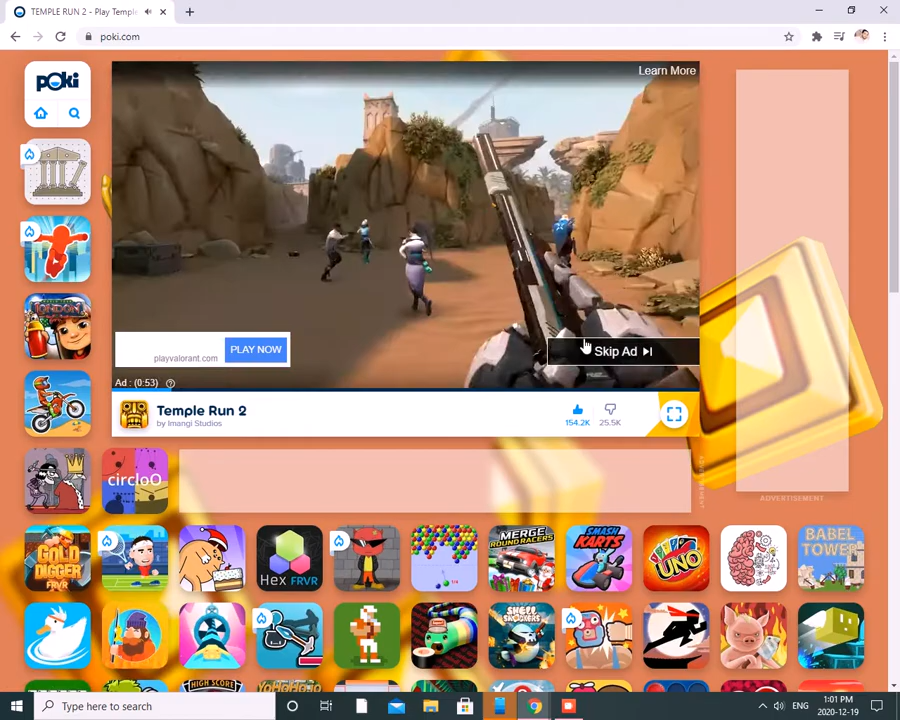 TEMPLE RUN 2 - Play Temple
poki.com
poki
Learn More
playvalorant.com
PLAY NOW
Skip Ad
Ad : (0:53)
Temple Run 2
by Imangi Studios
154.2K
25.5K
circloO
ADVERTISEMENT
ADVERTISEMENT
GOLD
DIGGER
FRVR
Hex FRVR
MERGE
ROUND RACERS
SMASH
KARTS
UNO
BABEL
TOWER
SHELL
SHOCKERS
HIGH SCORE
Type here to search
ENG
1:01 PM
2020-12-19